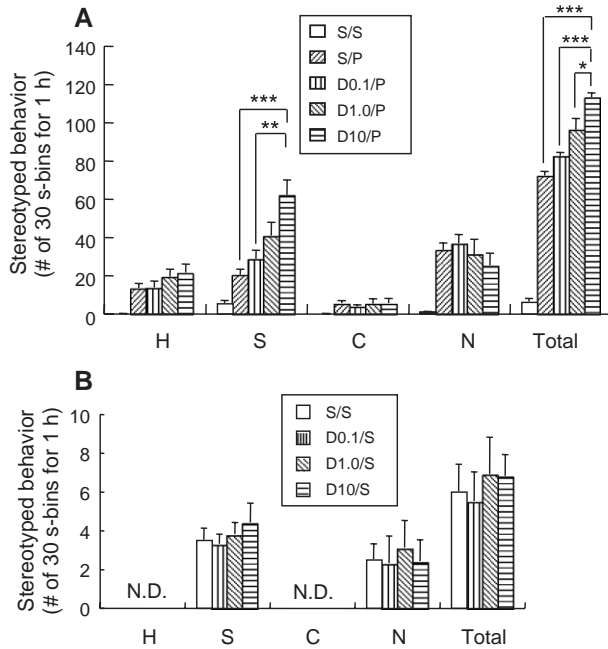 A
Stereotyped behavior
(# of 30 s-bins for 1 h)
140
120
100
80
60
40
20
0
S/S
S/P
D0.1/P
D1.0/P
D10/P
***
**
***
***
*
H S C N Total
B
Stereotyped behavior
(# of 30 s-bins for 1 h)
10
8
6
4
2
0
S/S
D0.1/S
D1.0/S
D10/S
N.D. N.D.
H S C N Total